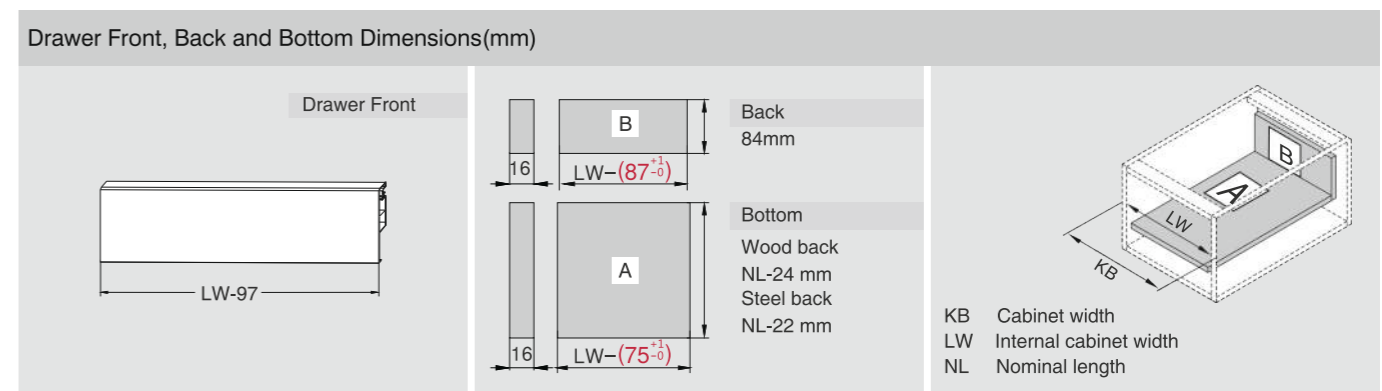 Drawer Front, Back and Bottom Dimensions(mm)
Drawer Front
LW-97
B
16
LW–(87+1-0)
Back
84mm
A
16
LW–(75+1-0)
Bottom
Wood back
NL-24 mm
Steel back
NL-22 mm
B
A
LW
KB
KB Cabinet width
LW Internal cabinet width
NL Nominal length